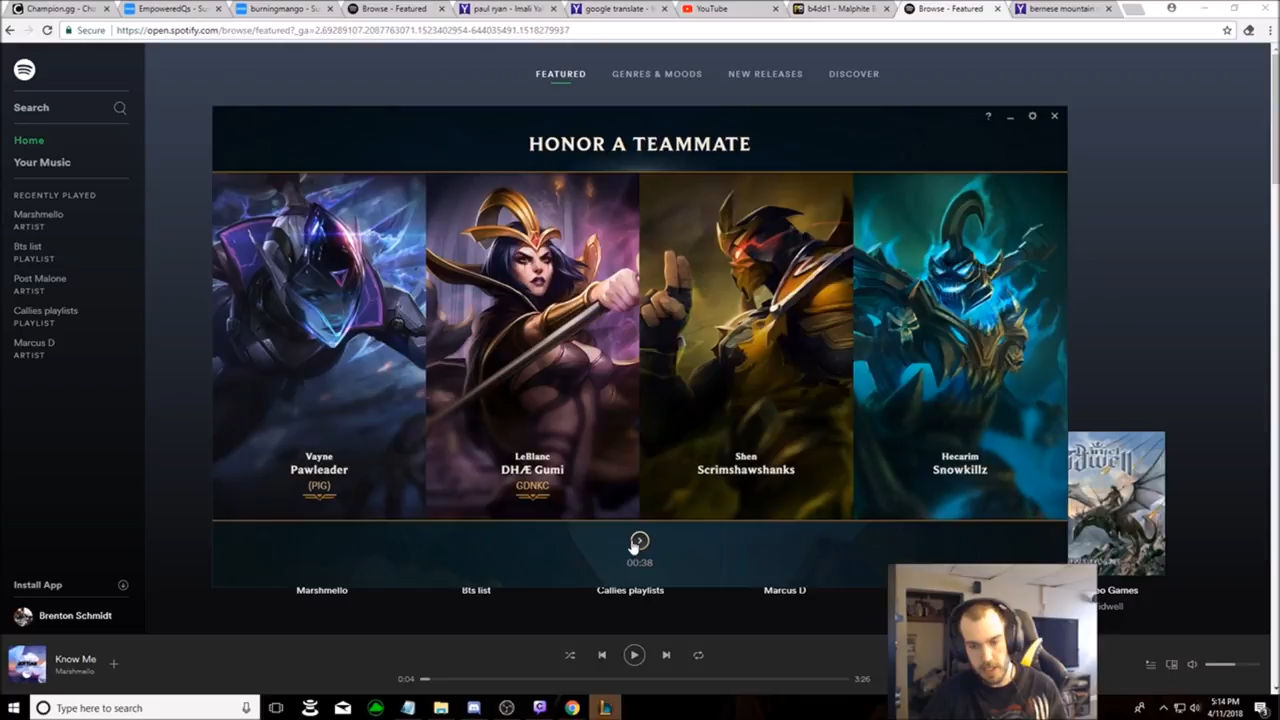 Champion.gg - Cho
EmpoweredQs - Su
burningmango: Su
Browse - Featured
paul ryan - Imali Ya
google translate - Im
YouTube
b4dd1 - Malphite B
Browse - Featured
bernese mountain
Secure
https://open.spotify.com/browse/featured?_ga=2.69289107.2087763071.1523402954-644035491.1518279937
FEATURED
GENRES & MOODS
NEW RELEASES
DISCOVER
Search
Home
Your Music
RECENTLY PLAYED
Marshmello
ARTIST
Bts list
PLAYLIST
Post Malone
ARTIST
Callies playlists
PLAYLIST
Marcus D
ARTIST
Install App
Brenton Schmidt
?
HONOR A TEAMMATE
Vayne
Pawleader
(PIG)
LeBlanc
DHÆ Gumi
GDNKC
Shen
Scrimshawshanks
Hecarim
Snowkillz
00:38
Marshmello
Bts list
Callies playlists
Marcus D
eo Games
idwell
Know Me
Marshmello
0:04
3:26
Type here to search
5:14 PM
4/11/2018